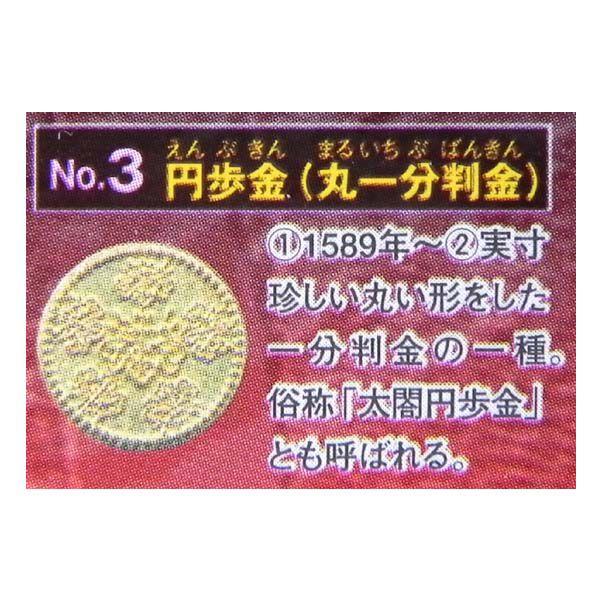 えんぶきん まるいちぶばんきん
No.3 円歩金(丸一分判金)
①1589年〜②実寸
珍しい丸い形をした
一分判金の一種。
俗称「太閤円歩金」
とも呼ばれる。